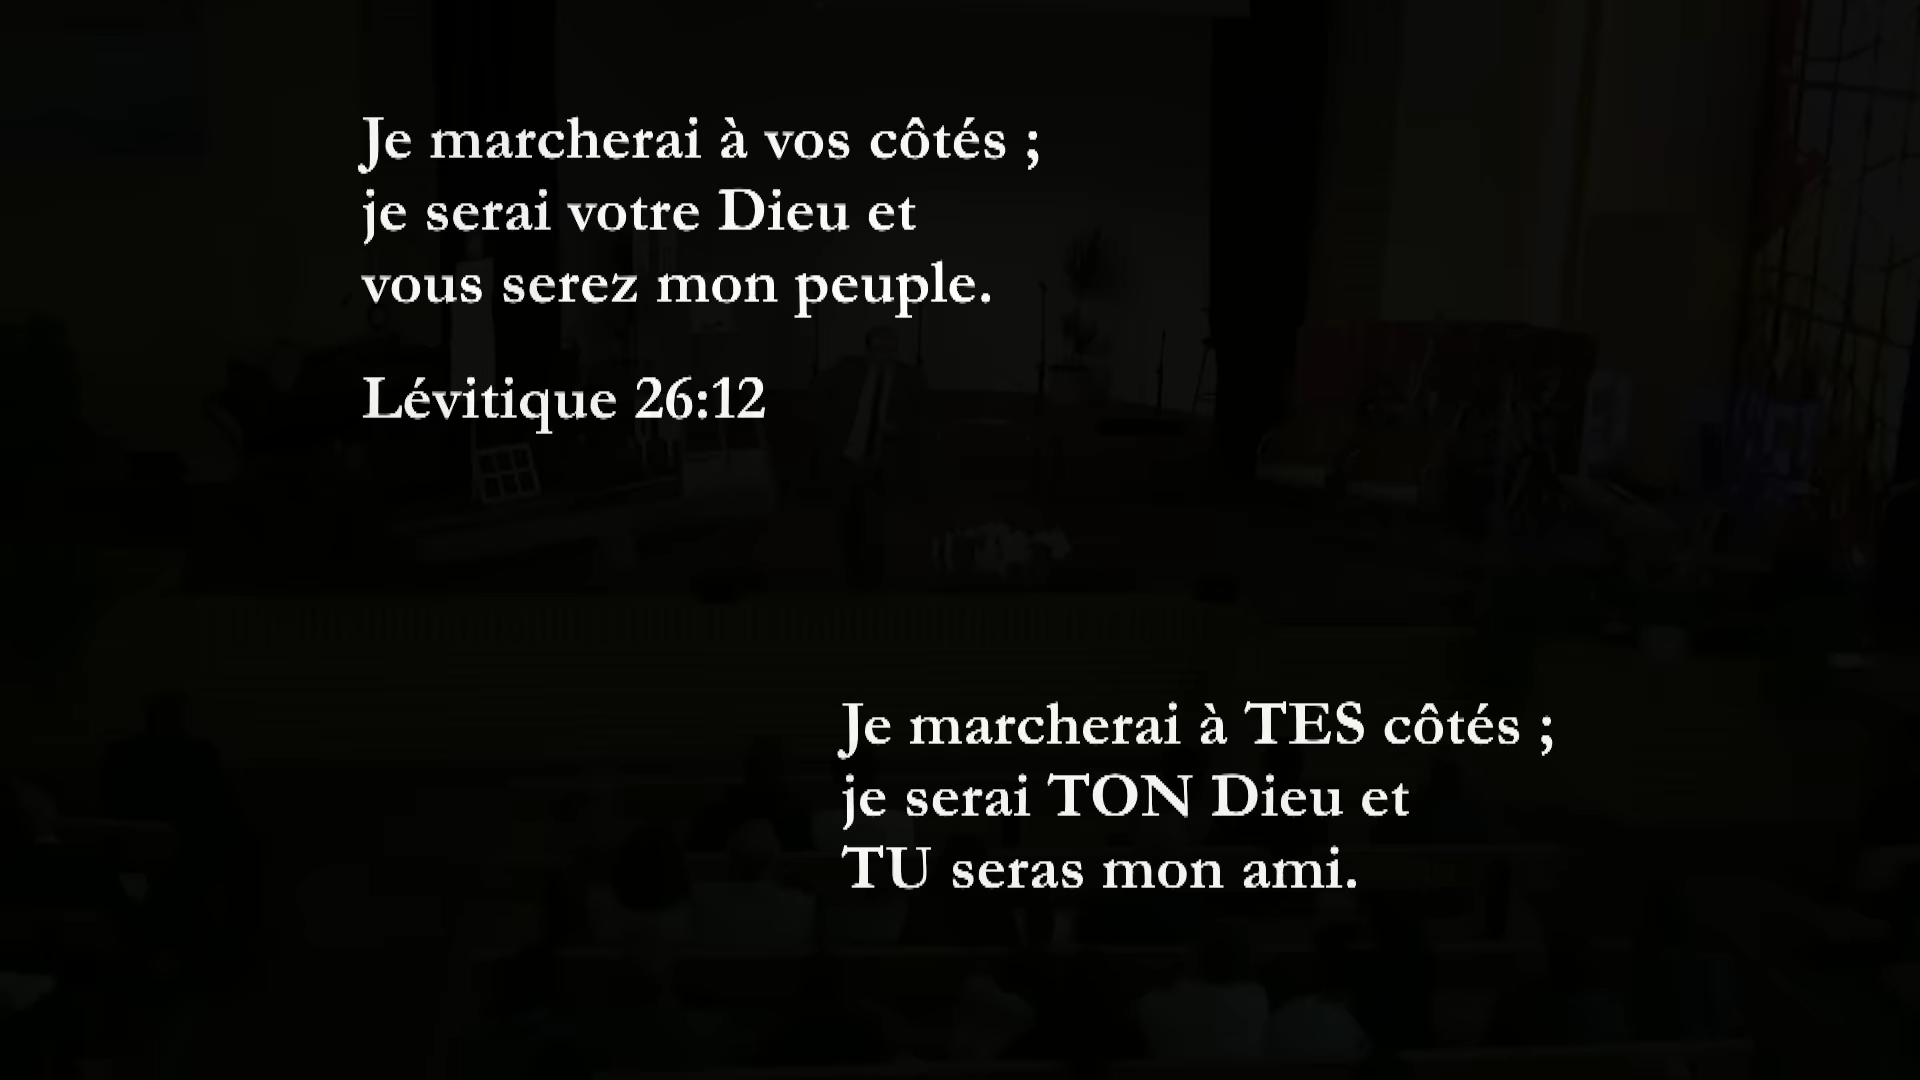 Je marcherai à vos côtés ;
je serai votre Dieu et
vous serez mon peuple.
Lévitique 26:12
Je marcherai à TES côtés ;
je serai TON Dieu et
TU seras mon ami.